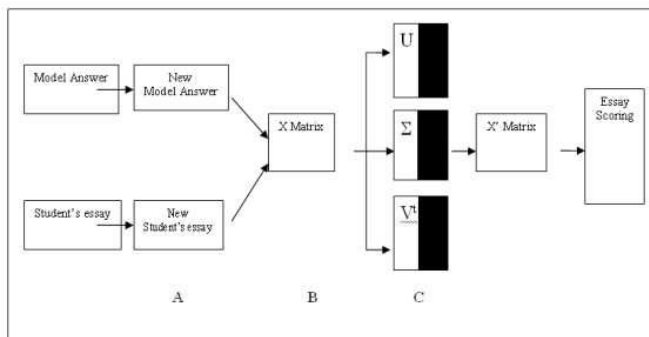 Model Answer
New
Model Answer
X Matrix
Student's essay
New
Student's essay
U
Σ
V^t
X' Matrix
Essay
Scoring
A
B
C